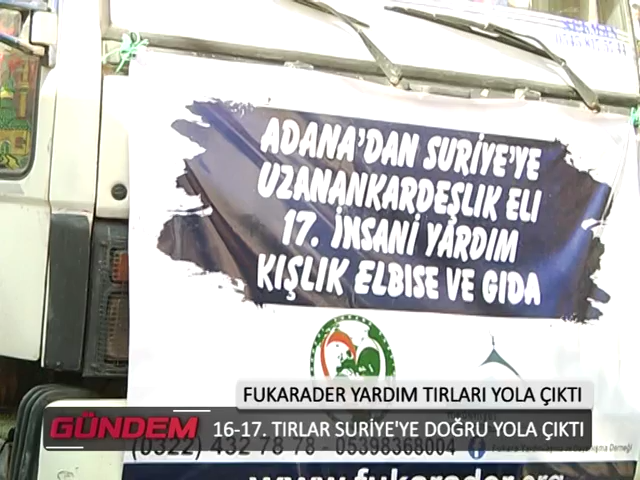 ADANA'DAN SURİYE'YE
UZANANKARDEŞLİK ELİ
17. İNSANİ YARDIM
KIŞLIK ELBISE VE GIDA
FUKARADER YARDIM TIRLARI YOLA ÇIKTI
GÜNDEM
16-17. TIRLAR SURİYE'YE DOĞRU YOLA ÇIKTI
(0322) 432 78 78 - 05398368004
www.fukarader.org